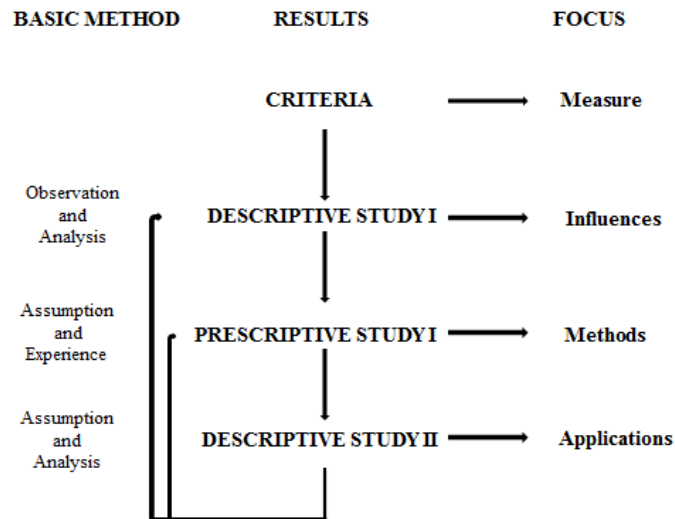 BASIC METHOD RESULTS FOCUS
CRITERIA Measure
Observation
and
Analysis
DESCRIPTIVE STUDY I Influences
Assumption
and
Experience
PRESCRIPTIVE STUDY I Methods
Assumption
and
Analysis
DESCRIPTIVE STUDY II Applications